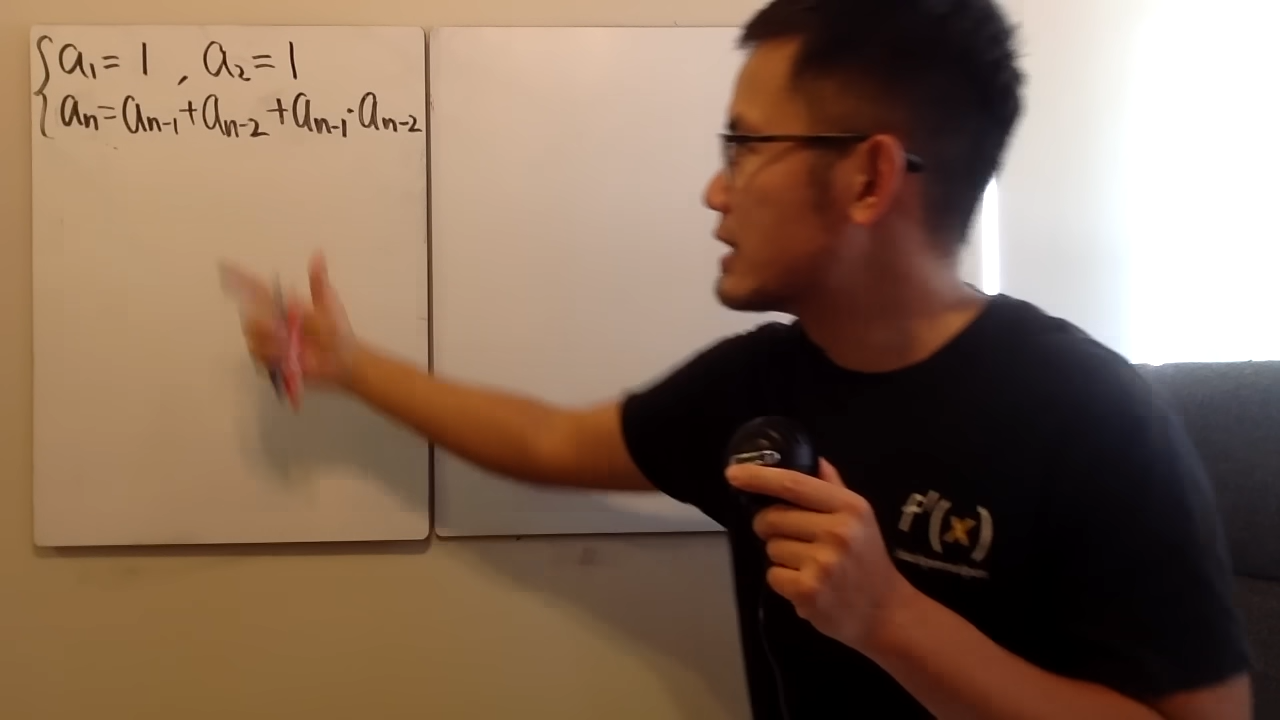 a₁ = 1 , a₂ = 1
aₙ = aₙ₋₁ + aₙ₋₂ + aₙ₋₁ · aₙ₋₂
f'(x)